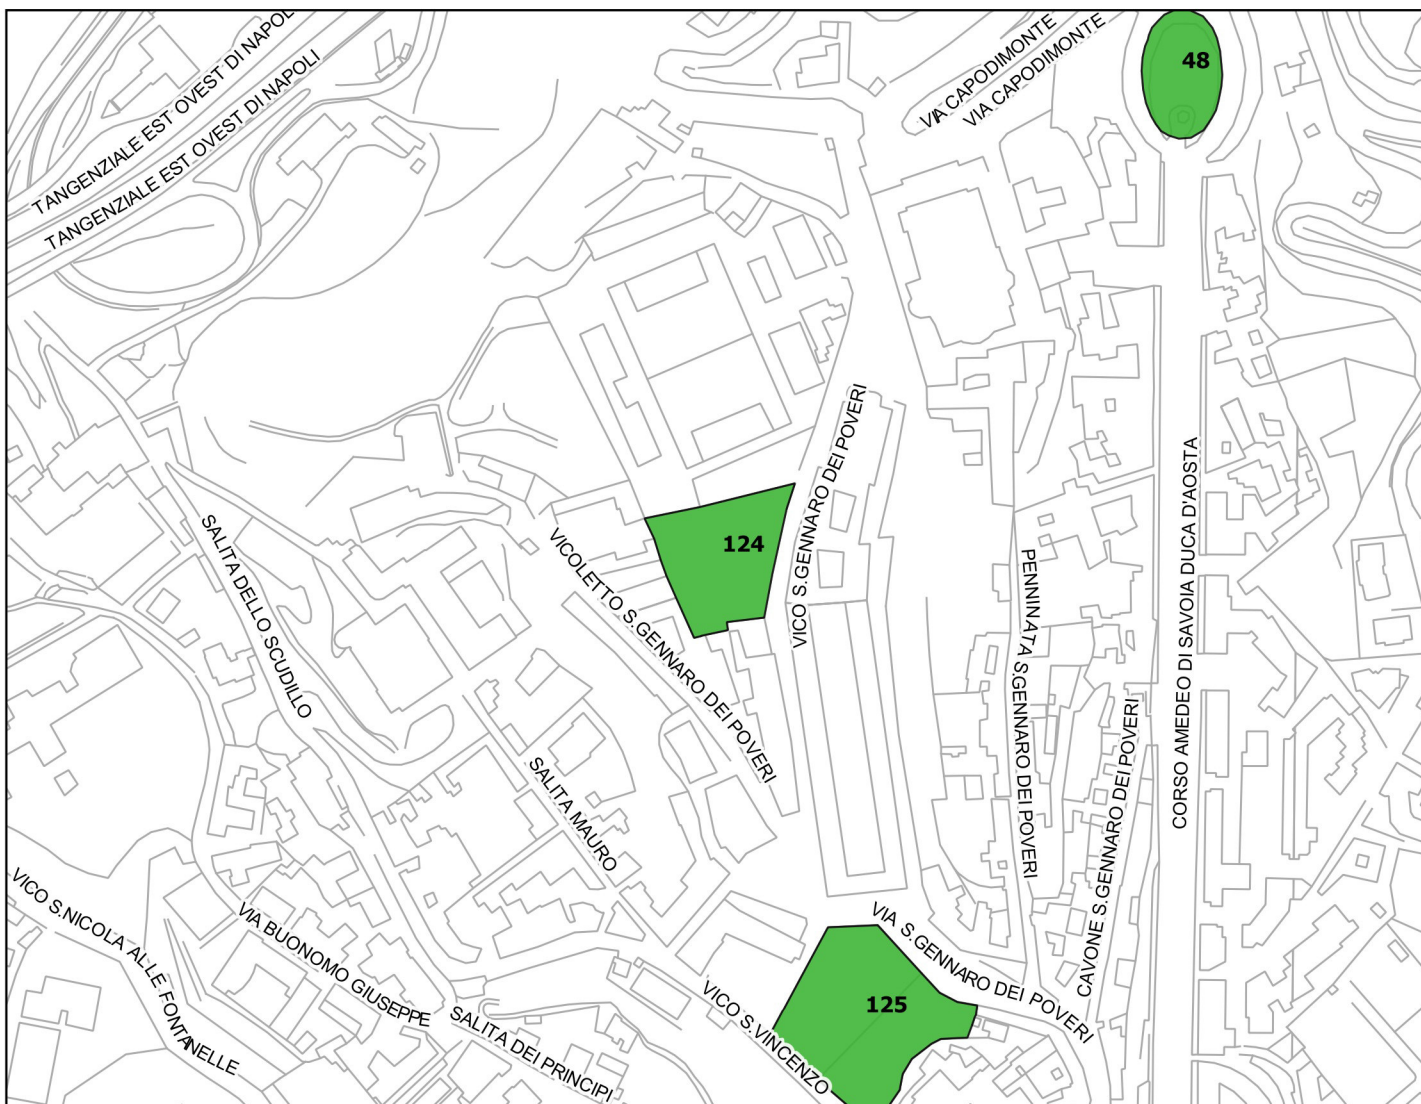 TANGENZIALE EST OVEST DI NAPOL
TANGENZIALE EST OVEST DI NAPOLI
VIA CAPODIMONTE
VIA CAPODIMONTE
48
VICO S.GENNARO DEI POVERI
124
CORSO AMEDEO DI SAVOIA DUCA D'AOSTA
SALITA DELLO SCUDILLO
VICOLETTO S.GENNARO DEI POVERI
PENNINATA S.GENNARO DEI POVERI
CAVONE S.GENNARO DEI POVERI
SALITA MAURO
VICO S.NICOLA ALLE FONTANELLE
VIA BUONOMO GIUSEPPE
VIA S.GENNARO DEI POVERI
125
VICO S.VINCENZO
SALITA DEI PRINCIPI